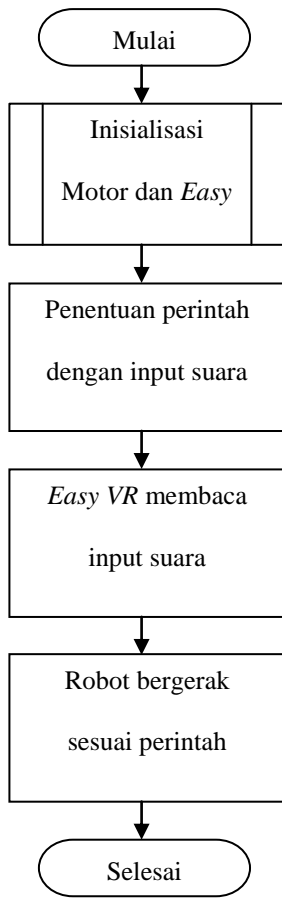 Mulai
Inisialisasi
Motor dan Easy
Penentuan perintah
dengan input suara
Easy VR membaca
input suara
Robot bergerak
sesuai perintah
Selesai